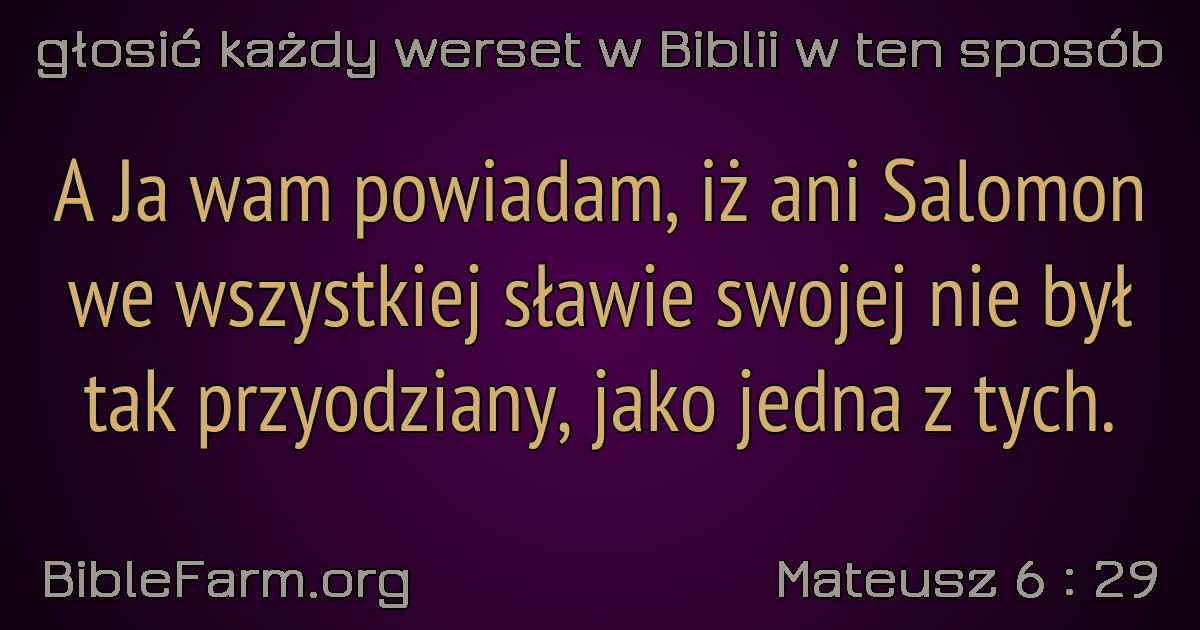 głosić każdy werset w Biblii w ten sposób
A Ja wam powiadam, iż ani Salomon
we wszystkiej sławie swojej nie był
tak przyodziany, jako jedna z tych.
BibleFarm.org
Mateusz 6 : 29